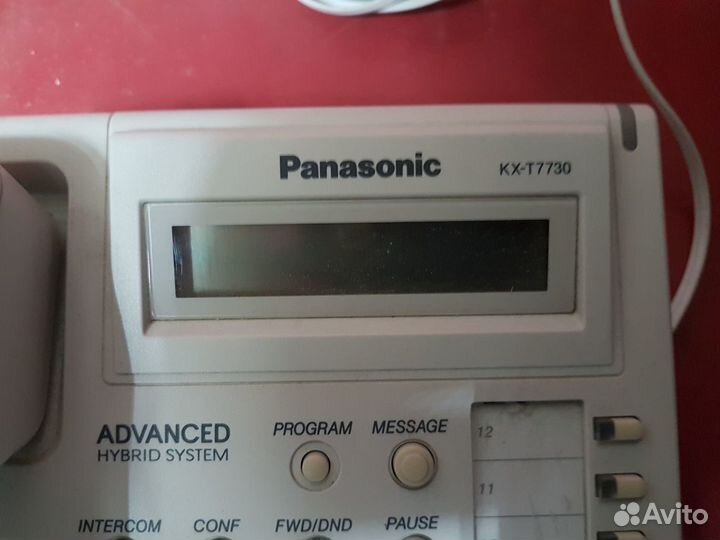 Panasonic KX-T7730
ADVANCED
HYBRID SYSTEM
PROGRAM MESSAGE
12
11
INTERCOM CONF FWD/DND PAUSE
Avito